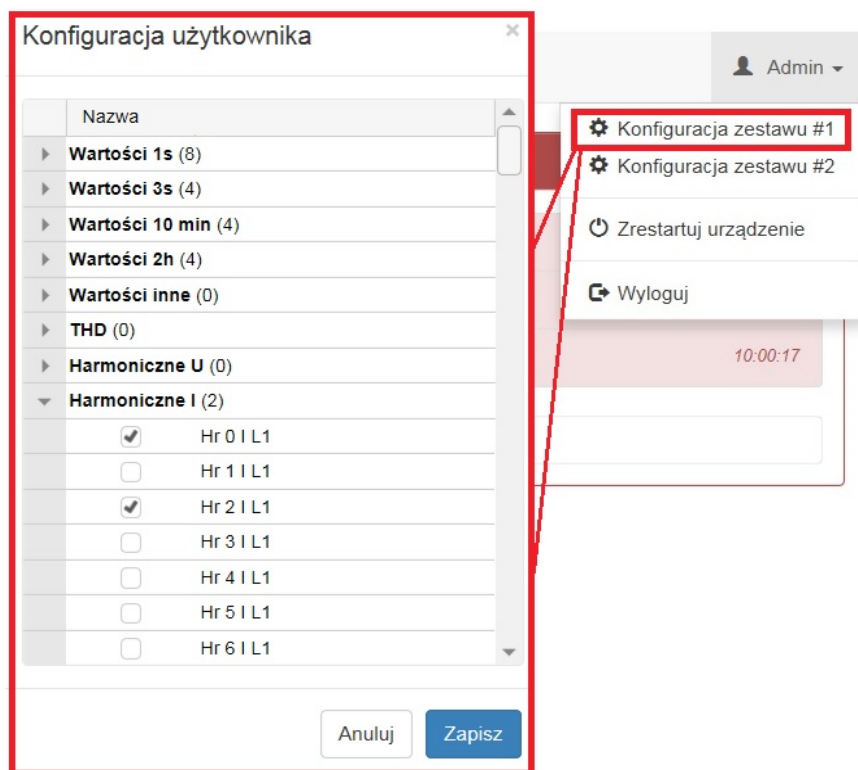 Konfiguracja użytkownika
×
Nazwa
Wartości 1s (8)
Wartości 3s (4)
Wartości 10 min (4)
Wartości 2h (4)
Wartości inne (0)
THD (0)
Harmoniczne U (0)
Harmoniczne I (2)
Hr 0 I L1
Hr 1 I L1
Hr 2 I L1
Hr 3 I L1
Hr 4 I L1
Hr 5 I L1
Hr 6 I L1
Anuluj
Zapisz
Admin
Konfiguracja zestawu #1
Konfiguracja zestawu #2
Zrestartuj urządzenie
Wyloguj
10:00:17